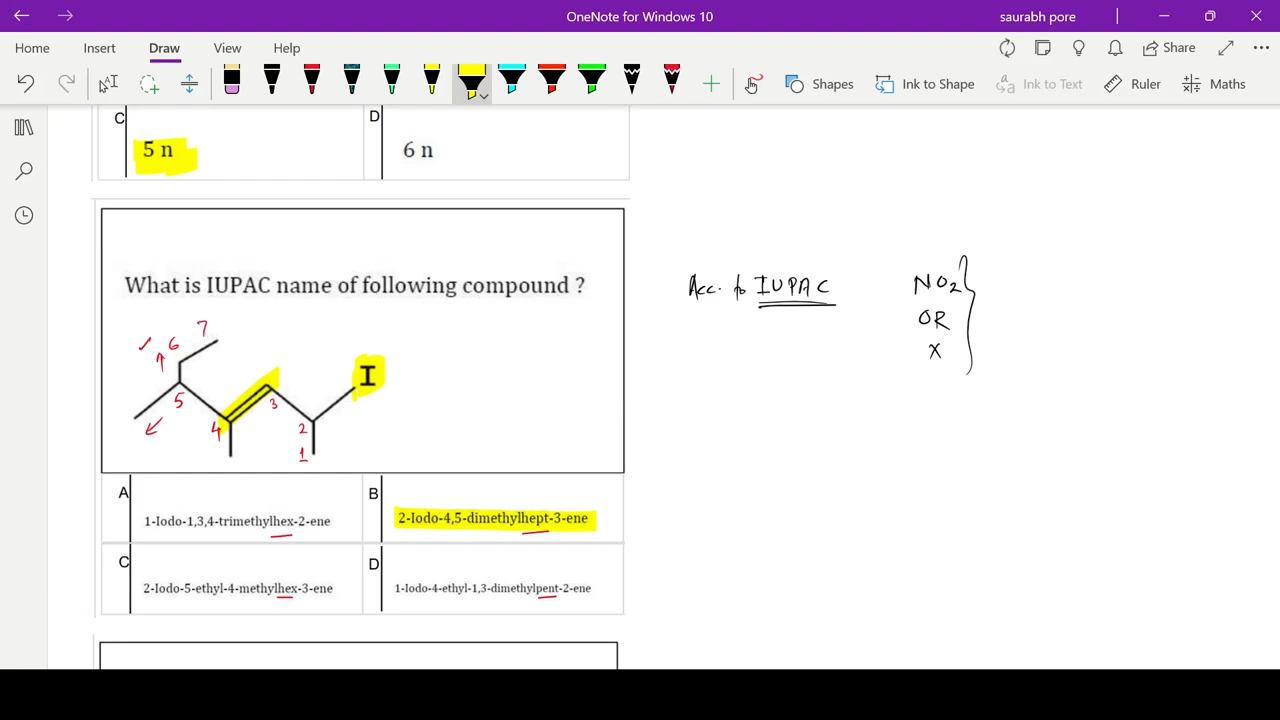 OneNote for Windows 10
saurabh pore
Home Insert Draw View Help
Share
Shapes
Ink to Shape
Ink to Text
Ruler
Maths
C
5 n
D
6 n
What is IUPAC name of following compound ?
I
7
6
5
4
3
2
1
A
1-Iodo-1,3,4-trimethylhex-2-ene
B
2-Iodo-4,5-dimethylhept-3-ene
C
2-Iodo-5-ethyl-4-methylhex-3-ene
D
1-Iodo-4-ethyl-1,3-dimethylpent-2-ene
Acc. to IUPAC
NO2
OR
X